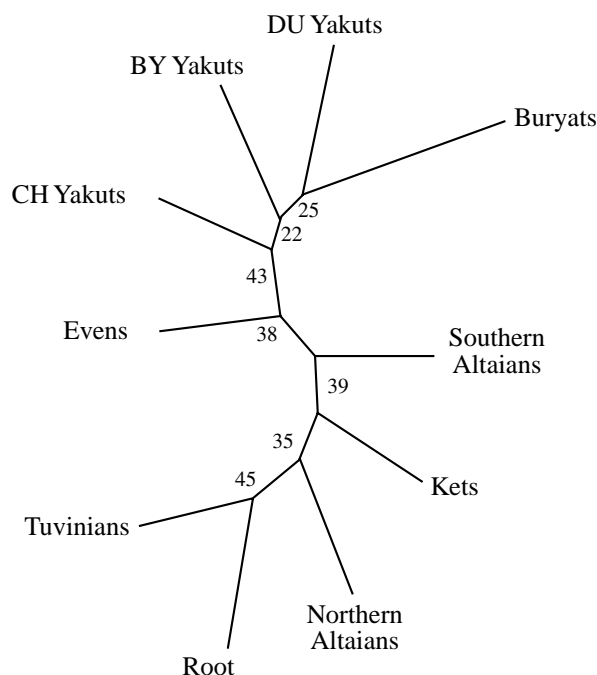 DU Yakuts
BY Yakuts
Buryats
CH Yakuts
25
22
43
Evens
38
Southern
Altaians
39
35
Kets
45
Tuvinians
Northern
Altaians
Root